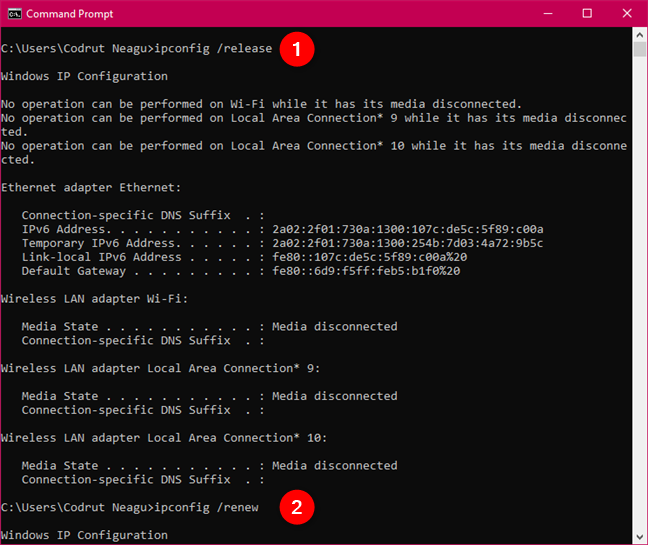 Command Prompt
C:\Users\Codrut Neagu>ipconfig /release
1
Windows IP Configuration
No operation can be performed on Wi-Fi while it has its media disconnected.
No operation can be performed on Local Area Connection* 9 while it has its media disconnec
ted.
No operation can be performed on Local Area Connection* 10 while it has its media disconne
cted.
Ethernet adapter Ethernet:
Connection-specific DNS Suffix  . :
IPv6 Address. . . . . . . . . . . : 2a02:2f01:730a:1300:107c:de5c:5f89:c00a
Temporary IPv6 Address. . . . . . : 2a02:2f01:730a:1300:254b:7d03:4a72:9b5c
Link-local IPv6 Address . . . . . : fe80::107c:de5c:5f89:c00a%20
Default Gateway . . . . . . . . . : fe80::6d9:f5ff:feb5:b1f0%20
Wireless LAN adapter Wi-Fi:
Media State . . . . . . . . . . . : Media disconnected
Connection-specific DNS Suffix  . :
Wireless LAN adapter Local Area Connection* 9:
Media State . . . . . . . . . . . : Media disconnected
Connection-specific DNS Suffix  . :
Wireless LAN adapter Local Area Connection* 10:
Media State . . . . . . . . . . . : Media disconnected
Connection-specific DNS Suffix  . :
C:\Users\Codrut Neagu>ipconfig /renew
2
Windows IP Configuration